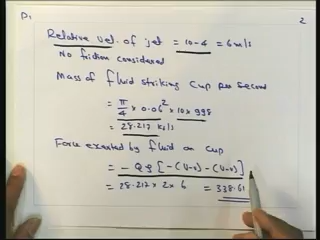 P1
2
Relative vel. of jet = 10-4 = 6 m/s
No friction considered
Mass of fluid striking cup per second
= π/4 x 0.06² x 10 x 998
= 28.217 kg/s
Force exerted by fluid on cup
= - Qρ [-(V-u) - (V-u)]
= 28.217 x 2 x 6 = 338.61